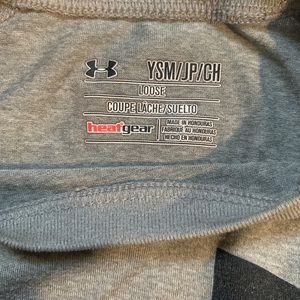 YSM/JP/CH
LOOSE
COUPE LÂCHE/SUELTO
heatgear
MADE IN HONDURAS
FABRIQUÉ AU HONDURAS
HECHO EN HONDURAS